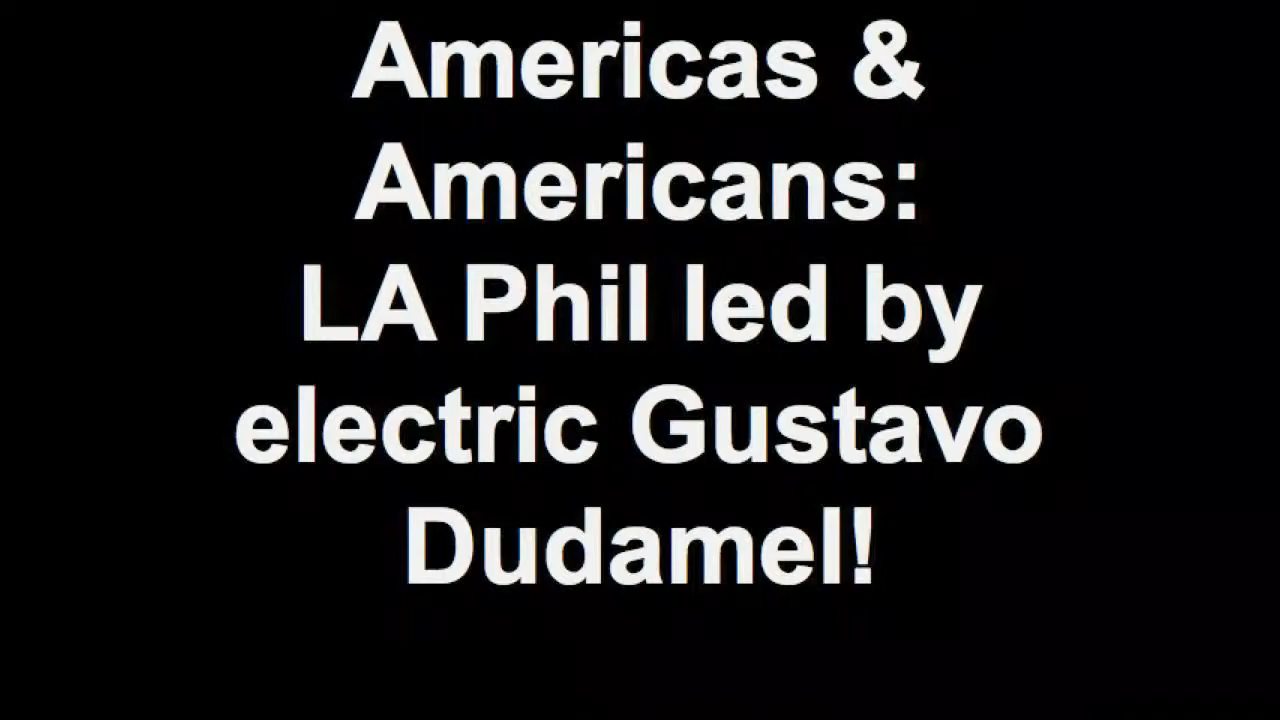 Americas &
Americans:
LA Phil led by
electric Gustavo
Dudamel!